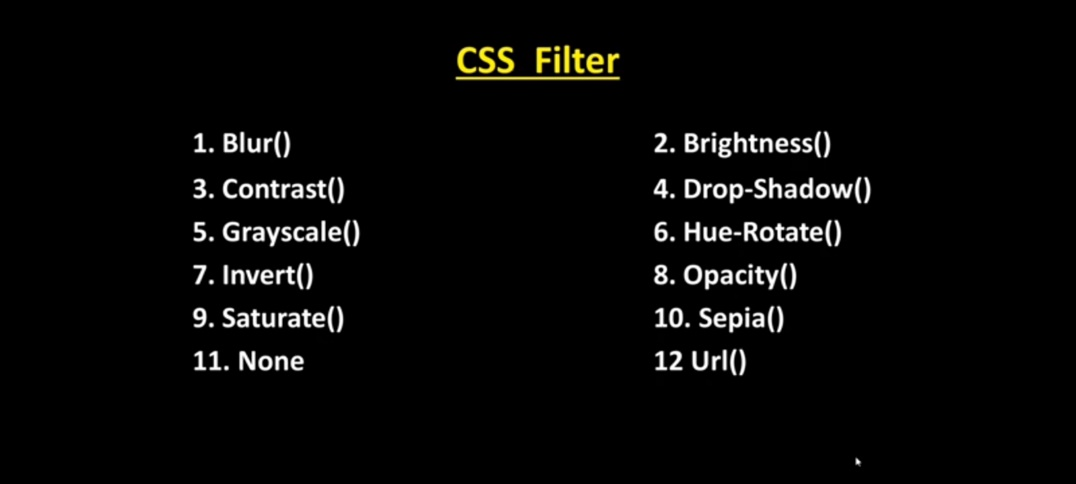 CSS Filter
1. Blur()
2. Brightness()
3. Contrast()
4. Drop-Shadow()
5. Grayscale()
6. Hue-Rotate()
7. Invert()
8. Opacity()
9. Saturate()
10. Sepia()
11. None
12 Url()